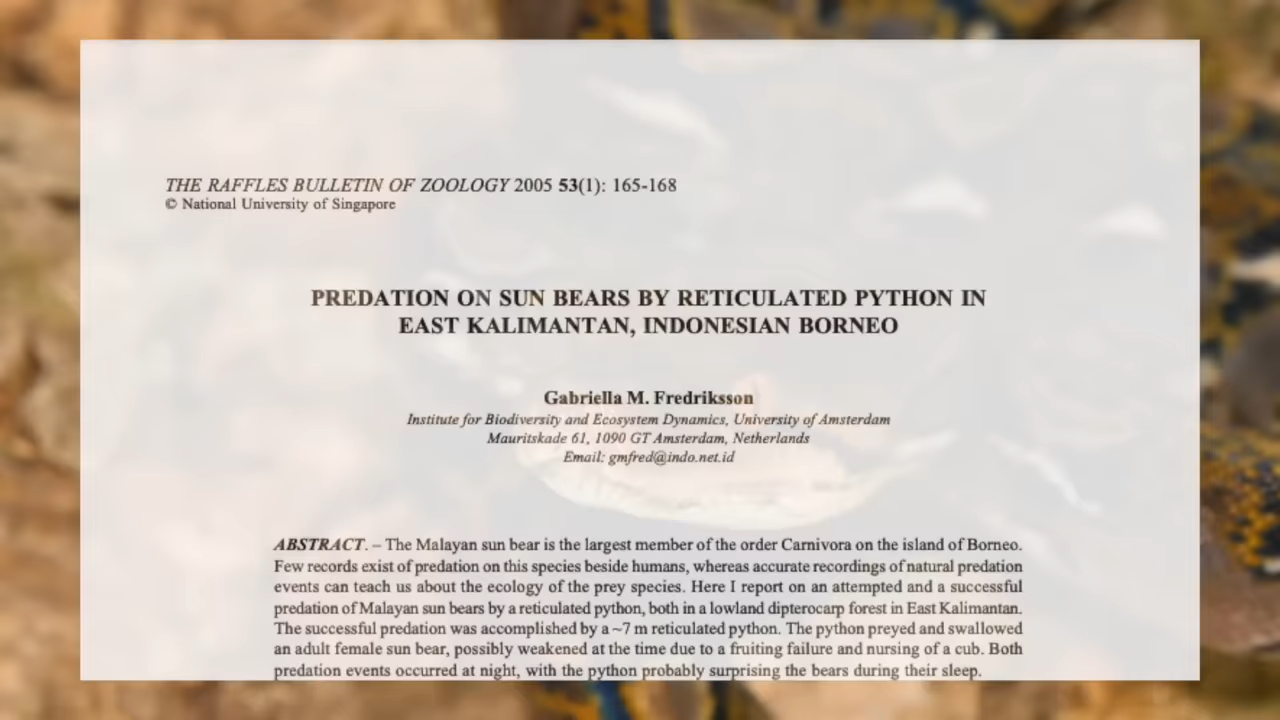 THE RAFFLES BULLETIN OF ZOOLOGY 2005 53(1): 165-168
© National University of Singapore
PREDATION ON SUN BEARS BY RETICULATED PYTHON IN
EAST KALIMANTAN, INDONESIAN BORNEO
Gabriella M. Fredriksson
Institute for Biodiversity and Ecosystem Dynamics, University of Amsterdam
Mauritskade 61, 1090 GT Amsterdam, Netherlands
Email: gmfred@indo.net.id
ABSTRACT. – The Malayan sun bear is the largest member of the order Carnivora on the island of Borneo.
Few records exist of predation on this species beside humans, whereas accurate recordings of natural predation
events can teach us about the ecology of the prey species. Here I report on an attempted and a successful
predation of Malayan sun bears by a reticulated python, both in a lowland dipterocarp forest in East Kalimantan.
The successful predation was accomplished by a ~7 m reticulated python. The python preyed and swallowed
an adult female sun bear, possibly weakened at the time due to a fruiting failure and nursing of a cub. Both
predation events occurred at night, with the python probably surprising the bears during their sleep.